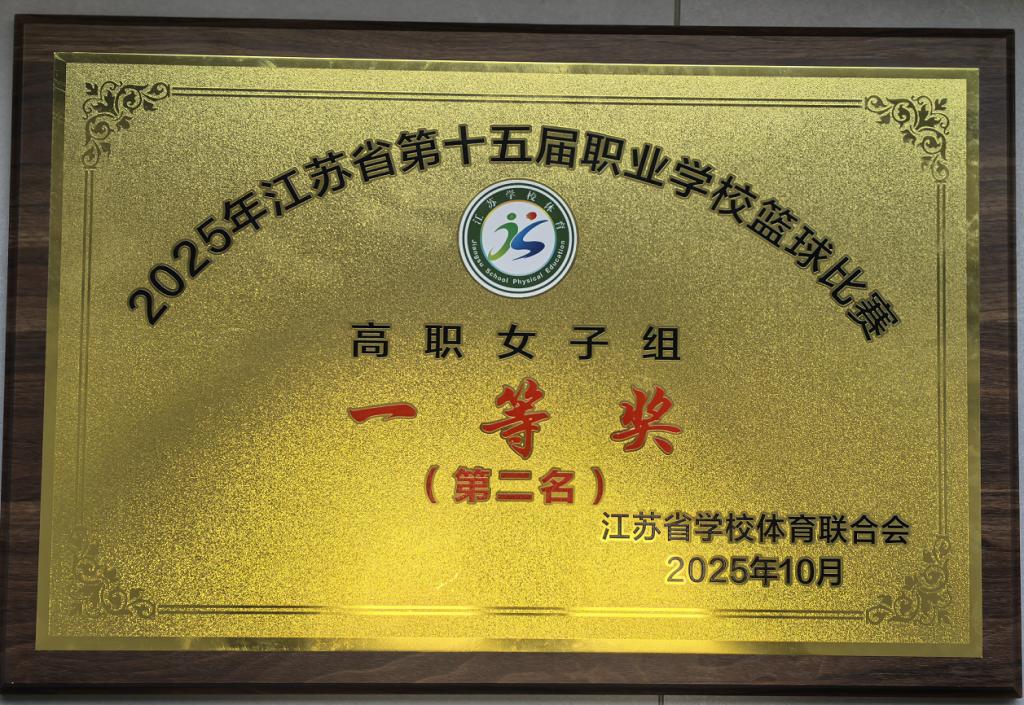 2025年江苏省第十五届职业学校篮球比赛
江苏学校体育
Jiangsu School Physical Education
高职女子组
一等奖
（第二名）
江苏省学校体育联合会
2025年10月